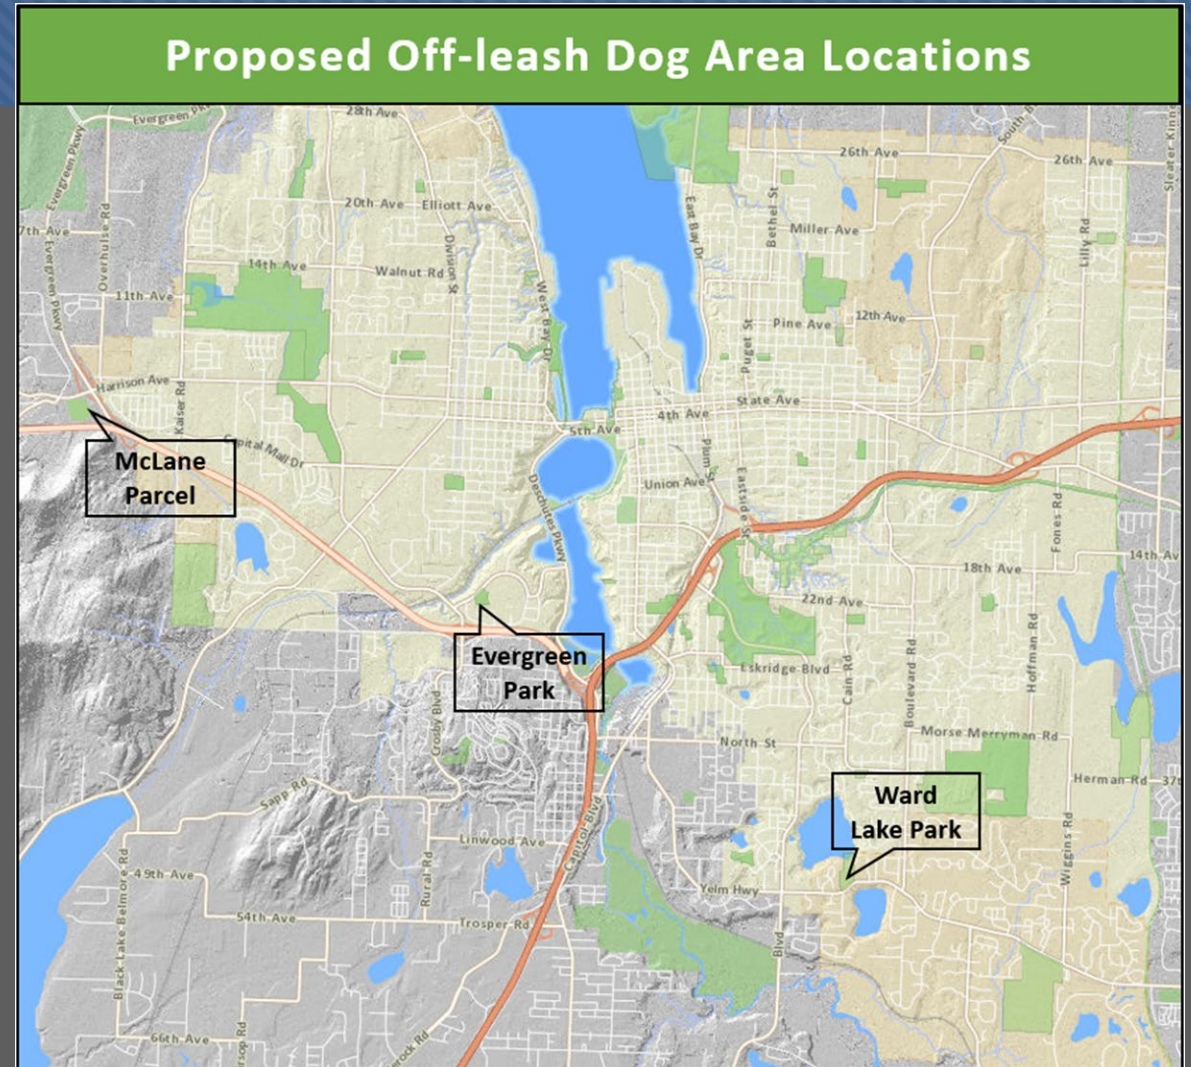 Proposed Off-leash Dog Area Locations
28th Ave
Evergreen
Evergreen Pkwy
26th Ave
26th Ave
20th Ave
Elliott Ave
East Bay Dr
Bethel St
Miller Ave
Lilly Rd
7th Ave
Overhulse Rd
Division St
14th Ave
Walnut Rd
Evergreen Pkwy
11th Ave
West Bay Dr
12th Ave
Pine Ave
Puget St
Harrison Ave
Kaiser Rd
State Ave
4th Ave
5th Ave
Capital Mall Dr
McLane
Parcel
Plum St
Union Ave
Eastside St
Deschutes Pkwy
Fones Rd
14th Av
18th Ave
22nd Ave
Hoffman Rd
Evergreen
Park
Eskridge Blvd
Cain Rd
Boulevard Rd
Crosby Blvd
North St
Morse Merryman Rd
Herman Rd
Sapp Rd
Ward
Lake Park
Linwood Ave
Capitol Blvd
Wiggins Rd
49th Ave
Rural Rd
Yelm Hwy
Black Lake Belmore Rd
54th Ave
Trosper Rd
Blvd
66th Ave